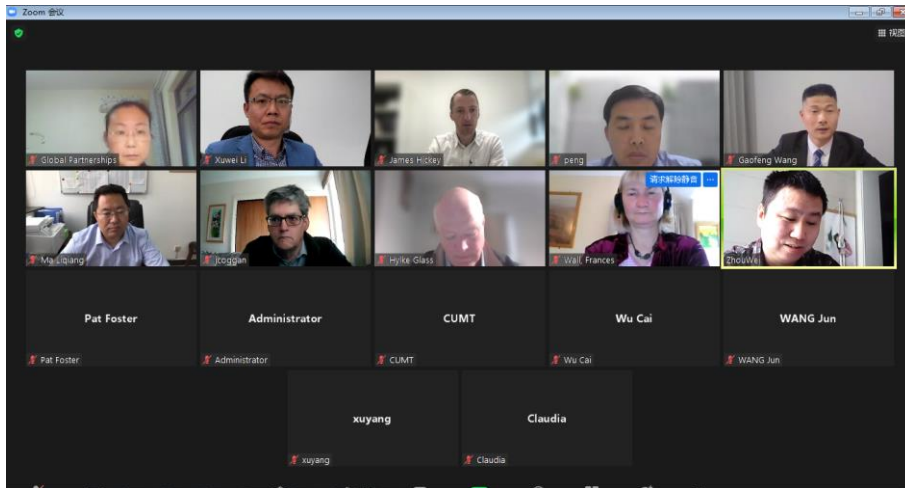 Zoom 会议
视图
Global Partnerships
Xuwei Li
James Hickey
peng
Gaofeng Wang
Ma Liqiang
jcoggan
Hylke Glass
请求解除静音 ...
Wall, Frances
ZhouWei
Pat Foster
Administrator
CUMT
Wu Cai
WANG Jun
Pat Foster
Administrator
CUMT
Wu Cai
WANG Jun
xuyang
Claudia
xuyang
Claudia